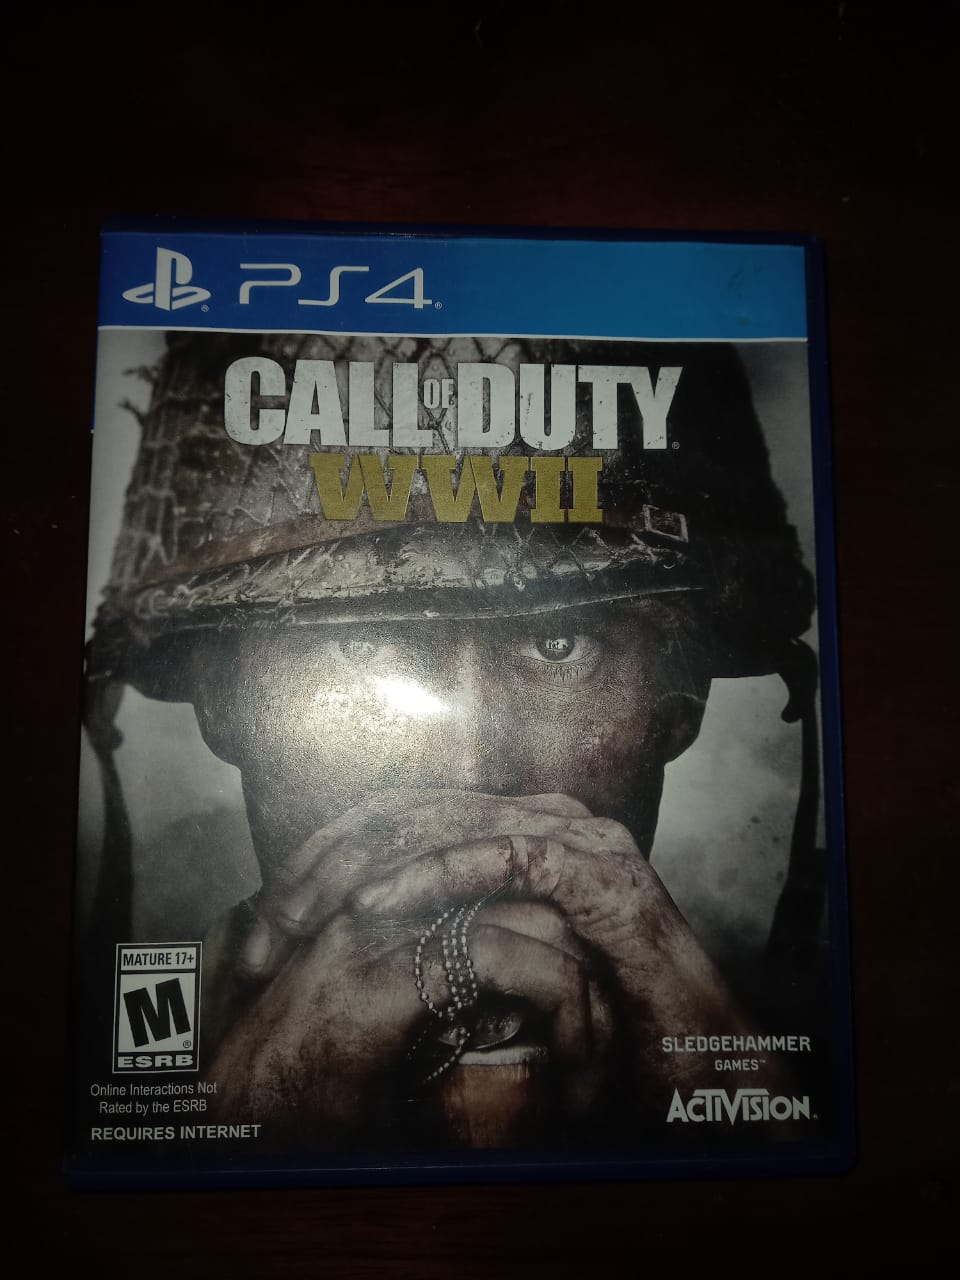 PS4
CALL OF DUTY
WWII
MATURE 17+
M
ESRB
Online Interactions Not
Rated by the ESRB
REQUIRES INTERNET
SLEDGEHAMMER
GAMES™
ACTIVISION®